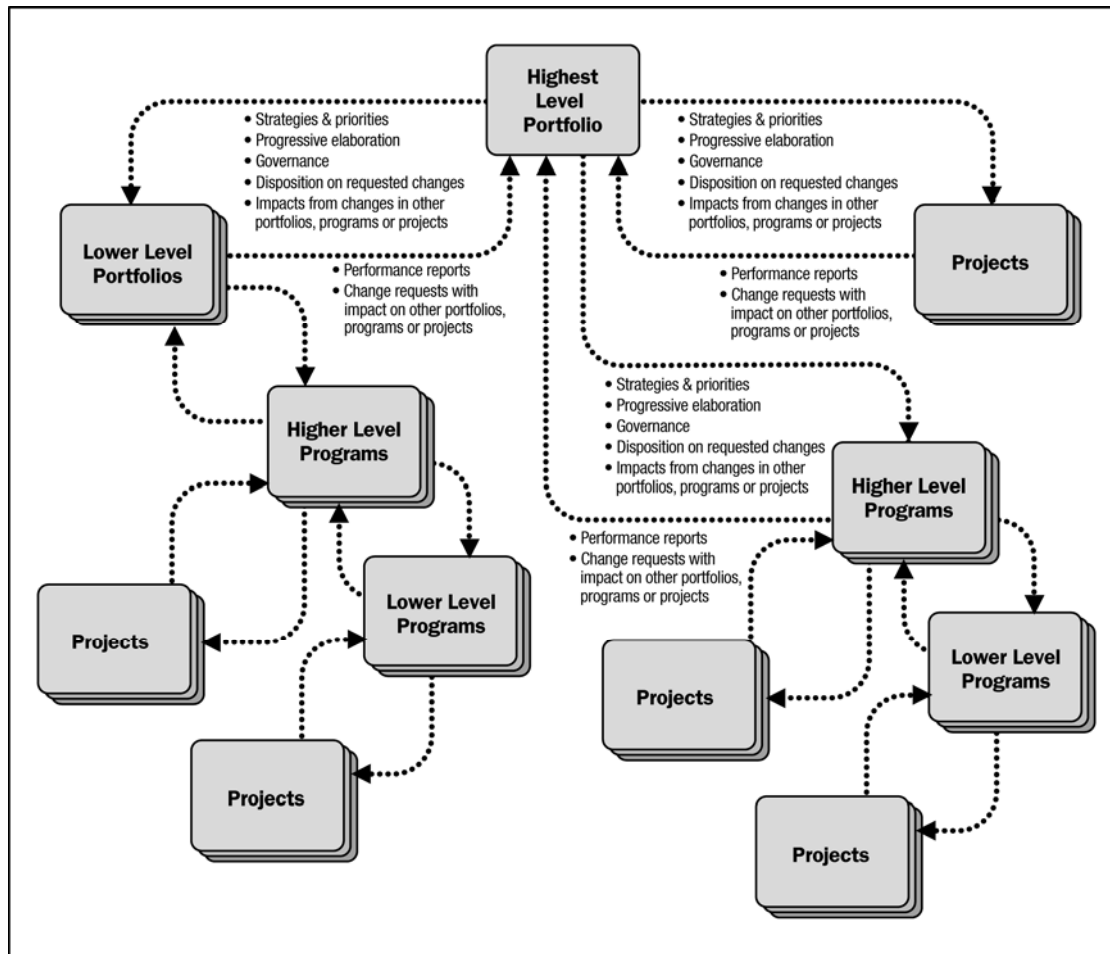 Highest
Level
Portfolio
• Strategies & priorities
• Progressive elaboration
• Governance
• Disposition on requested changes
• Impacts from changes in other
portfolios, programs or projects
• Strategies & priorities
• Progressive elaboration
• Governance
• Disposition on requested changes
• Impacts from changes in other
portfolios, programs or projects
Lower Level
Portfolios
Projects
• Performance reports
• Change requests with
impact on other portfolios,
programs or projects
• Performance reports
• Change requests with
impact on other portfolios,
programs or projects
Higher Level
Programs
• Strategies & priorities
• Progressive elaboration
• Governance
• Disposition on requested changes
• Impacts from changes in other
portfolios, programs or projects
Higher Level
Programs
• Performance reports
• Change requests with
impact on other portfolios,
programs or projects
Lower Level
Programs
Projects
Lower Level
Programs
Projects
Projects
Projects